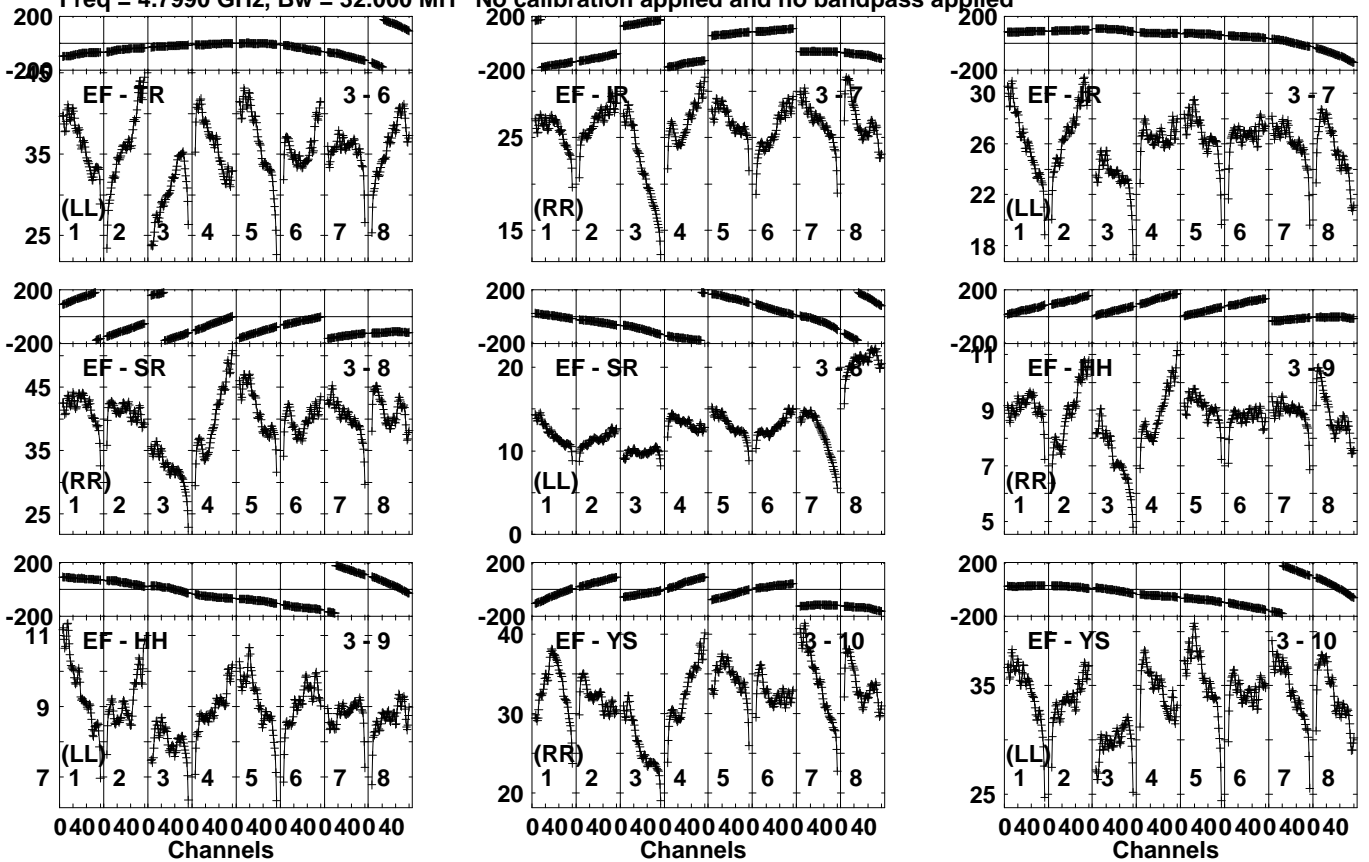 Freq = 4.7990 GHz, Bw = 32.000 MH No calibration applied and no bandpass applied
200 200 200
-200 -200 -200
45
EF - TR 3 - 6 EF - IR 3 - 7 EF - IR 3 - 7
30
35 25 26
22
(LL) (RR) (LL)
25 15 18
1 2 3 4 5 6 7 8 1 2 3 4 5 6 7 8 1 2 3 4 5 6 7 8
200 200 200
-200 -200 -200
EF - SR 3 - 8 EF - SR 3 - 8 EF - HH 3 - 9
11
45 20 9
35 10 7
(RR) (LL) (RR)
25 0 5
1 2 3 4 5 6 7 8 1 2 3 4 5 6 7 8 1 2 3 4 5 6 7 8
200 200 200
-200 -200 -200
EF - HH 3 - 9 EF - YS 3 - 10 EF - YS 3 - 10
11 40 35
9 30
(LL) (RR) (LL)
7 20 25
1 2 3 4 5 6 7 8 1 2 3 4 5 6 7 8 1 2 3 4 5 6 7 8
0 40 0 40 0 40 0 40 0 40 0 40 0 40 0 40 0 40 0 40 0 40 0 40 0 40 0 40 0 40 0 40 0 40 0 40 0 40 0 40 0 40 0 40 0 40 0 40
Channels Channels Channels